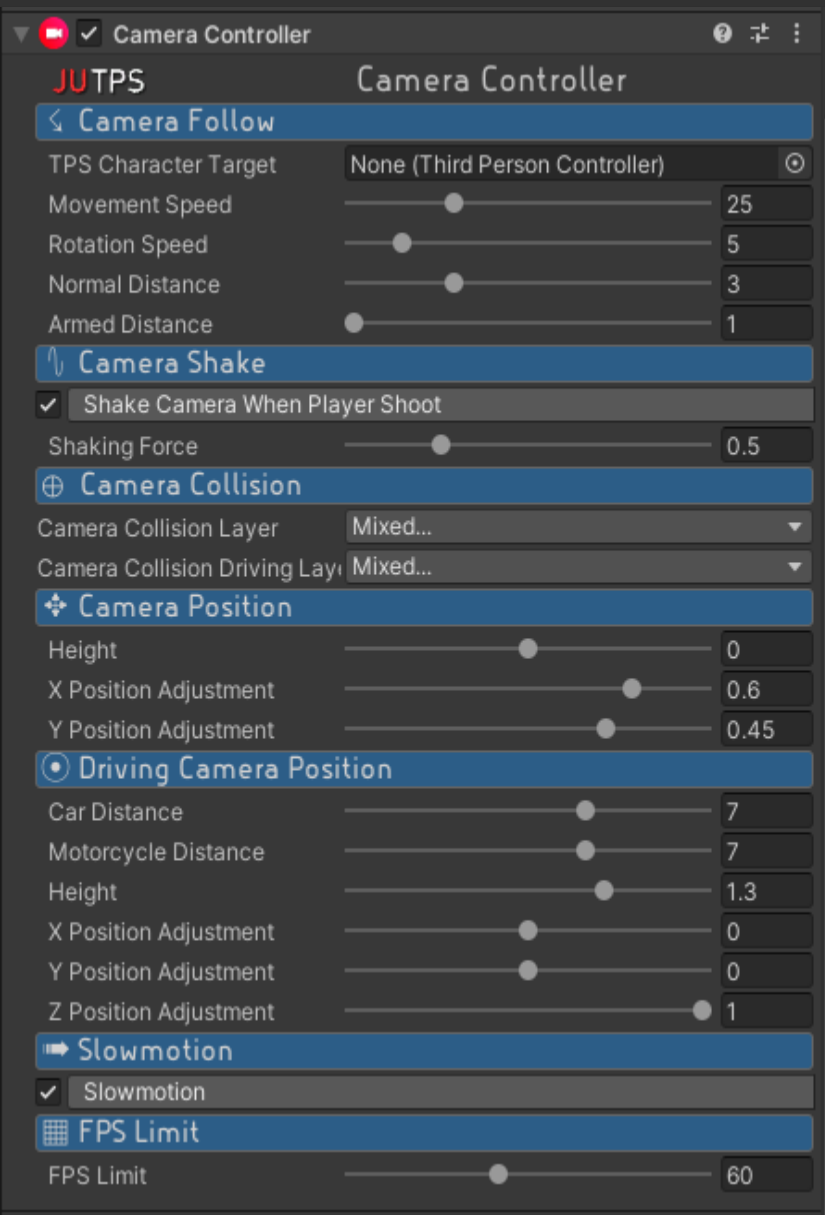 Camera Controller
JUTPS Camera Controller
Camera Follow
TPS Character Target None (Third Person Controller)
Movement Speed 25
Rotation Speed 5
Normal Distance 3
Armed Distance 1
Camera Shake
Shake Camera When Player Shoot
Shaking Force 0.5
Camera Collision
Camera Collision Layer Mixed...
Camera Collision Driving Lay Mixed...
Camera Position
Height 0
X Position Adjustment 0.6
Y Position Adjustment 0.45
Driving Camera Position
Car Distance 7
Motorcycle Distance 7
Height 1.3
X Position Adjustment 0
Y Position Adjustment 0
Z Position Adjustment 1
Slowmotion
Slowmotion
FPS Limit
FPS Limit 60